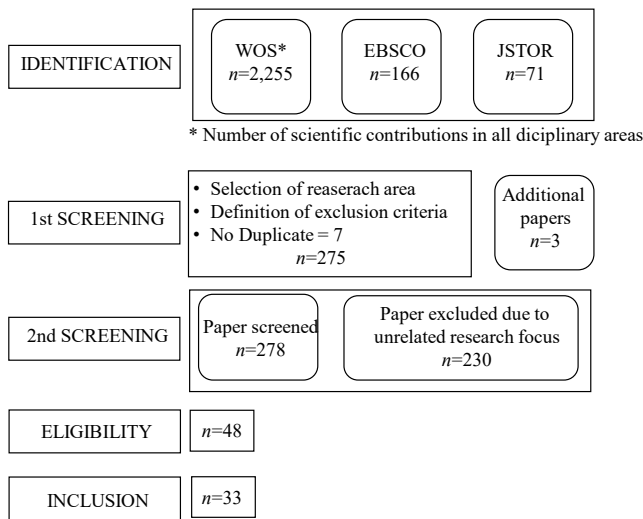 IDENTIFICATION
WOS*
n=2,255
EBSCO
n=166
JSTOR
n=71
* Number of scientific contributions in all diciplinary areas
1st SCREENING
• Selection of reaserach area
• Definition of exclusion criteria
• No Duplicate = 7
n=275
Additional
papers
n=3
2nd SCREENING
Paper screened
n=278
Paper excluded due to
unrelated research focus
n=230
ELIGIBILITY
n=48
INCLUSION
n=33